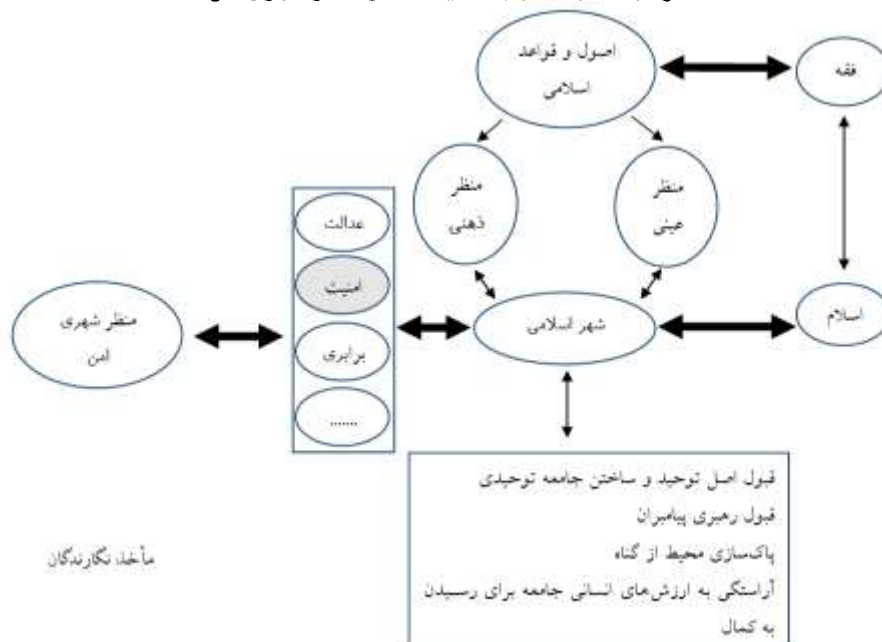 اصول و قواعد
اسلامی
فقه
منظر
ذهنی
منظر
عینی
عدالت
امنیت
برابری
.......
منظر شهری
امن
شهر اسلامی
اسلام
قبول اصل توحید و ساختن جامعه توحیدی
قبول رهبری پیامبران
پاک‌سازی محیط از گناه
آراستگی به ارزش‌های انسانی جامعه برای رسیدن
به کمال
مأخذ: نگارندگان